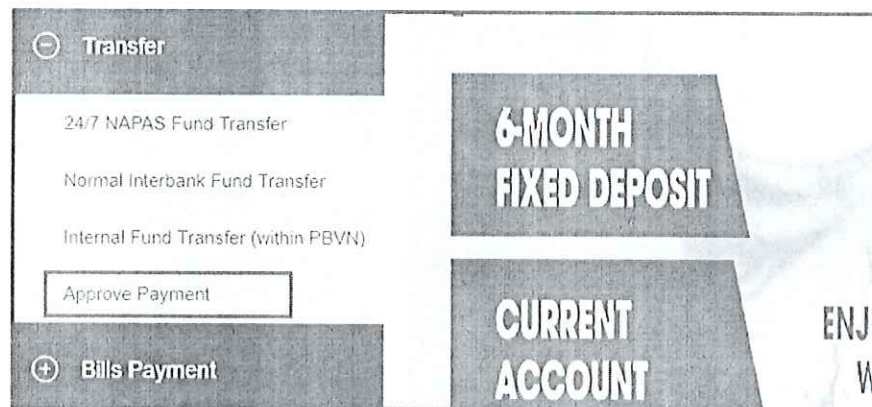 Transfer
24/7 NAPAS Fund Transfer
Normal Interbank Fund Transfer
Internal Fund Transfer (within PBVN)
Approve Payment
Bills Payment
6-MONTH
FIXED DEPOSIT
CURRENT
ACCOUNT
ENJ
W